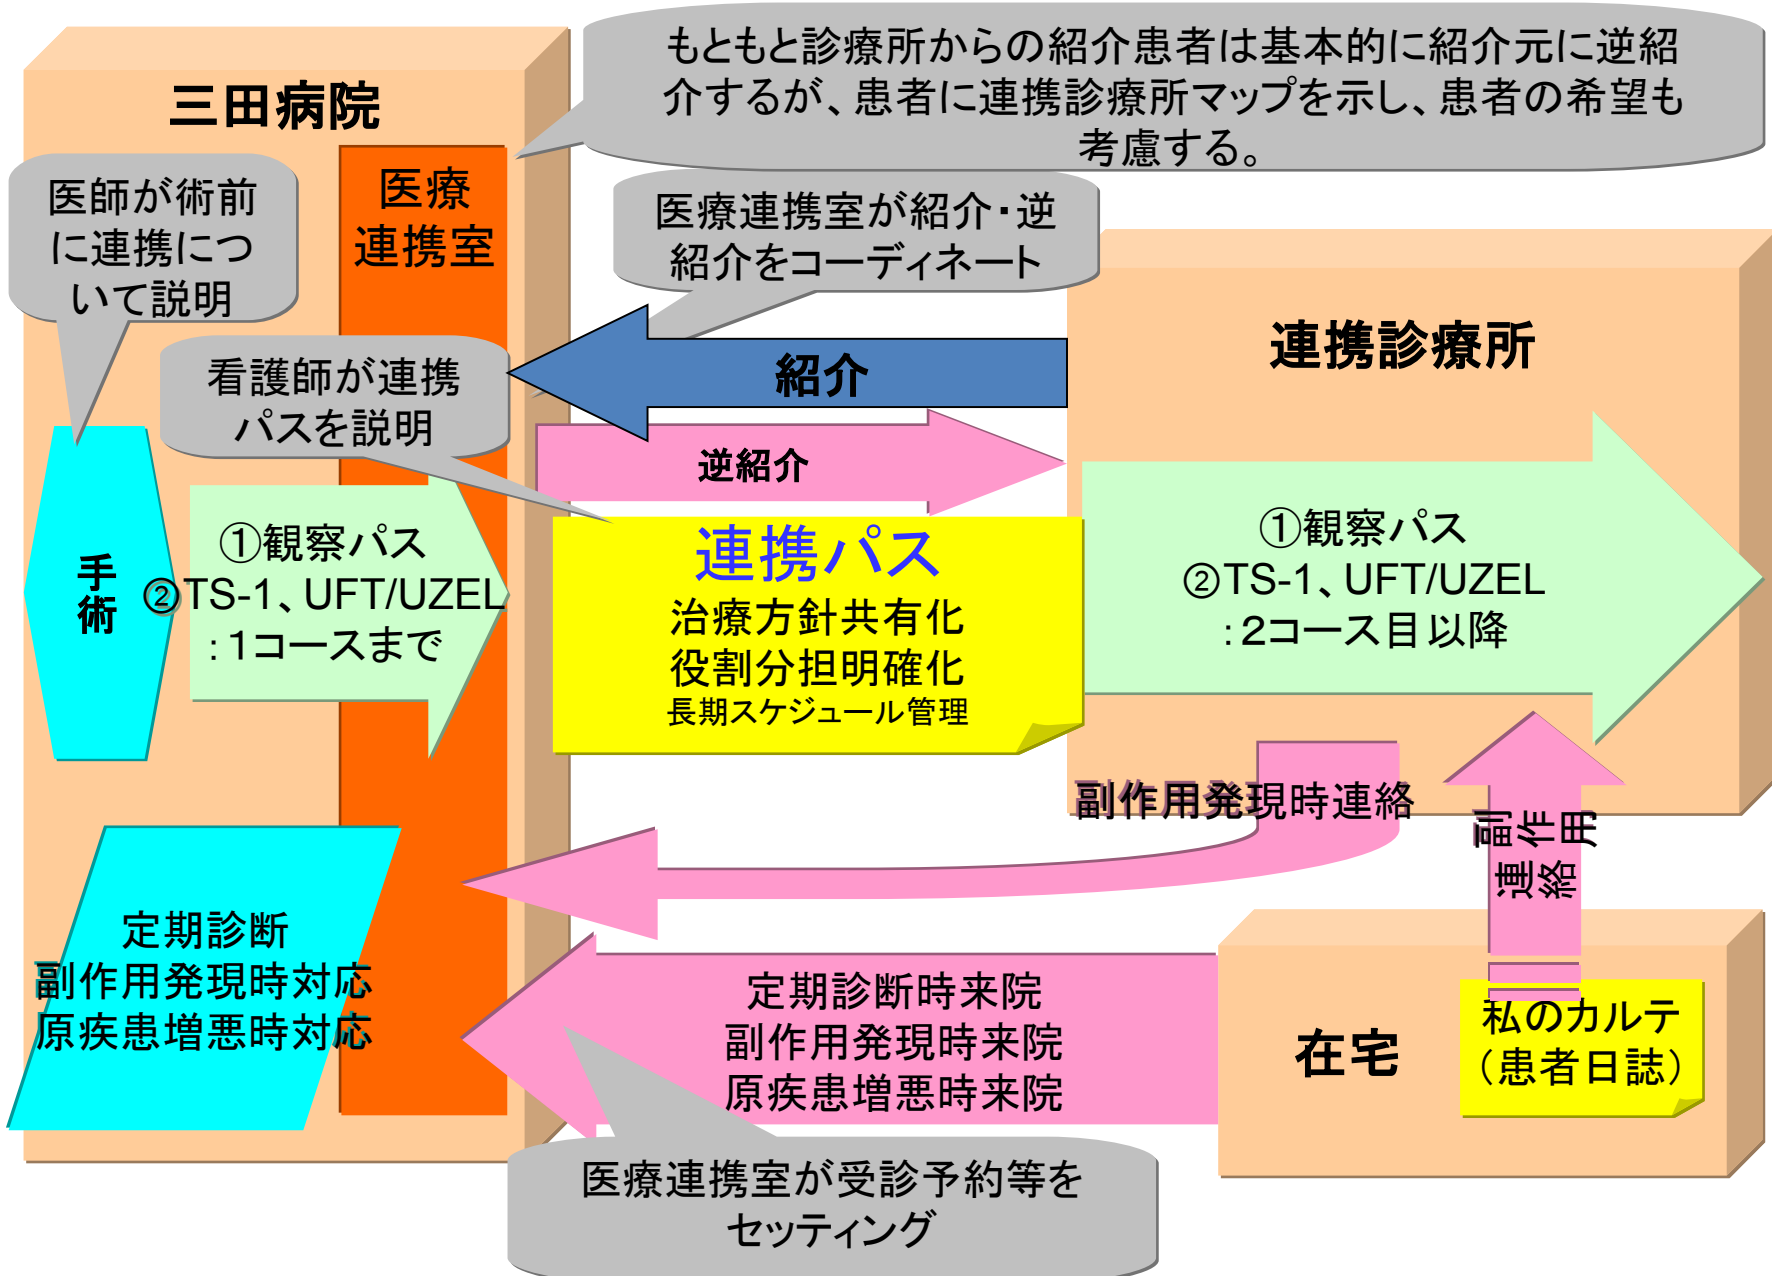 もともと診療所からの紹介患者は基本的に紹介元に逆紹
介するが、患者に連携診療所マップを示し、患者の希望も
考慮する。
三田病院
医療
連携室
医師が術前
に連携につ
いて説明
医療連携室が紹介・逆
紹介をコーディネート
連携診療所
看護師が連携
パスを説明
紹介
逆紹介
手術
①観察パス
②TS-1、UFT/UZEL
:1コースまで
連携パス
治療方針共有化
役割分担明確化
長期スケジュール管理
①観察パス
②TS-1、UFT/UZEL
:2コース目以降
副作用発現時連絡
副作用
連絡
定期診断
副作用発現時対応
原疾患増悪時対応
定期診断時来院
副作用発現時来院
原疾患増悪時来院
在宅
私のカルテ
（患者日誌）
医療連携室が受診予約等を
セッティング